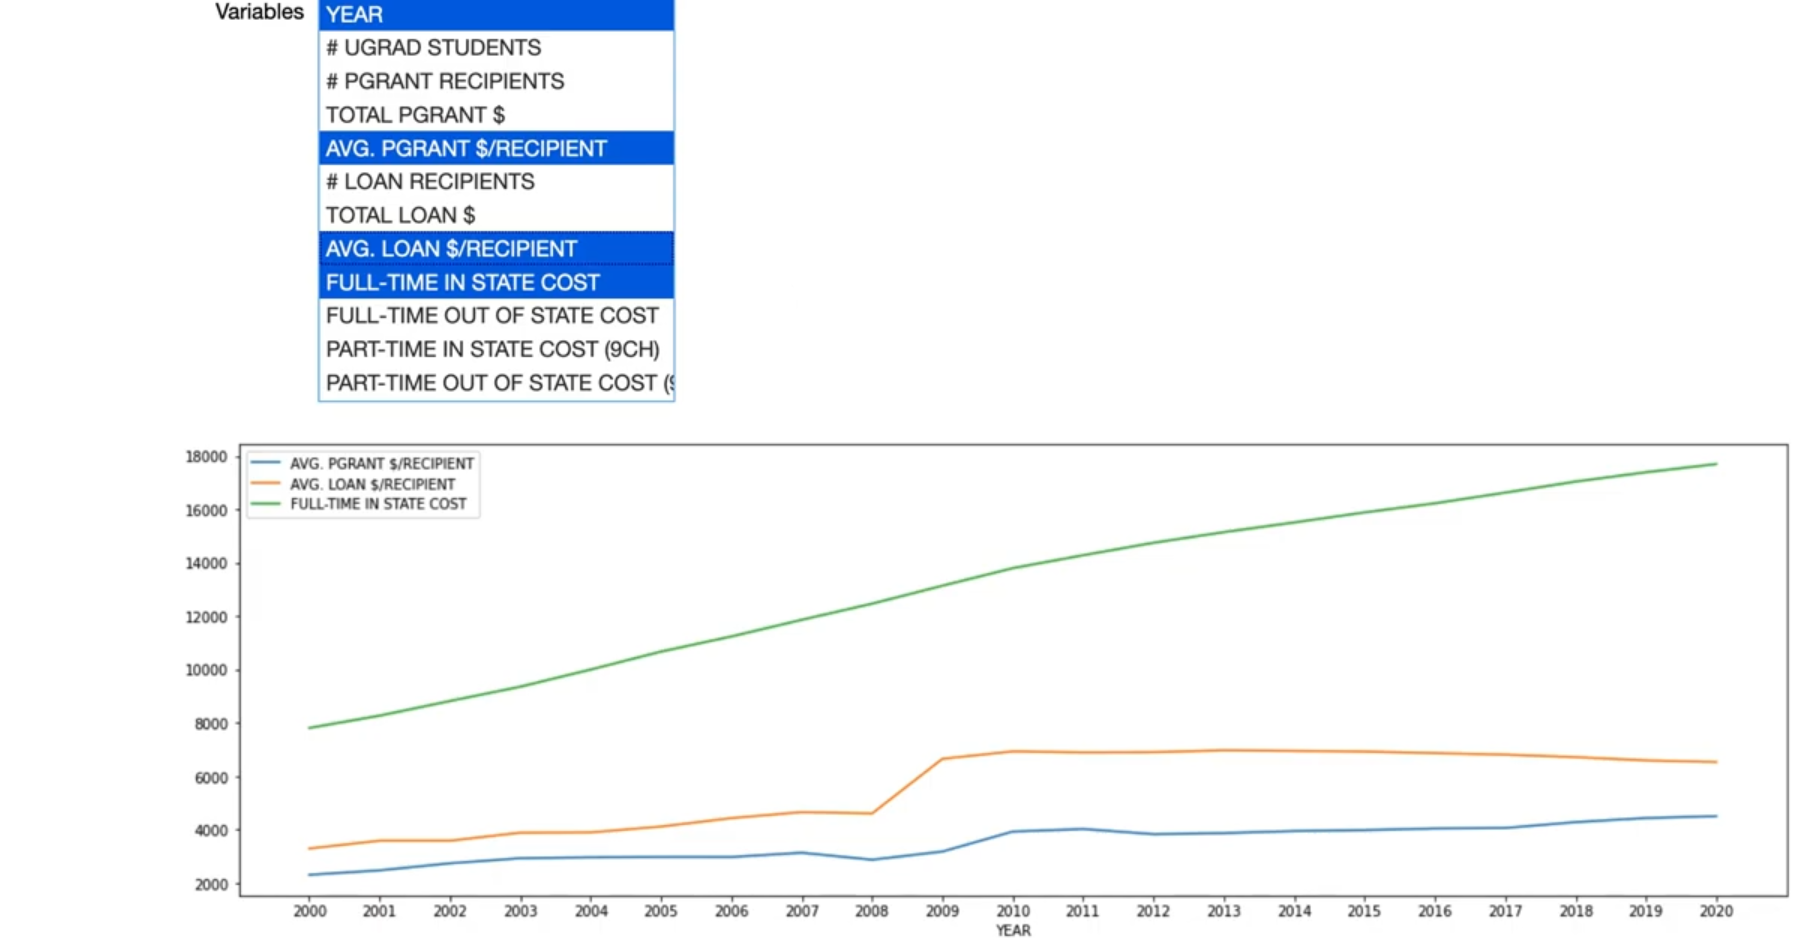 Variables
YEAR
# UGRAD STUDENTS
# PGRANT RECIPIENTS
TOTAL PGRANT $
AVG. PGRANT $/RECIPIENT
# LOAN RECIPIENTS
TOTAL LOAN $
AVG. LOAN $/RECIPIENT
FULL-TIME IN STATE COST
FULL-TIME OUT OF STATE COST
PART-TIME IN STATE COST (9CH)
PART-TIME OUT OF STATE COST (9
18000
16000
14000
12000
10000
8000
6000
4000
2000
AVG. PGRANT $/RECIPIENT
AVG. LOAN $/RECIPIENT
FULL-TIME IN STATE COST
2000 2001 2002 2003 2004 2005 2006 2007 2008 2009 2010 2011 2012 2013 2014 2015 2016 2017 2018 2019 2020
YEAR